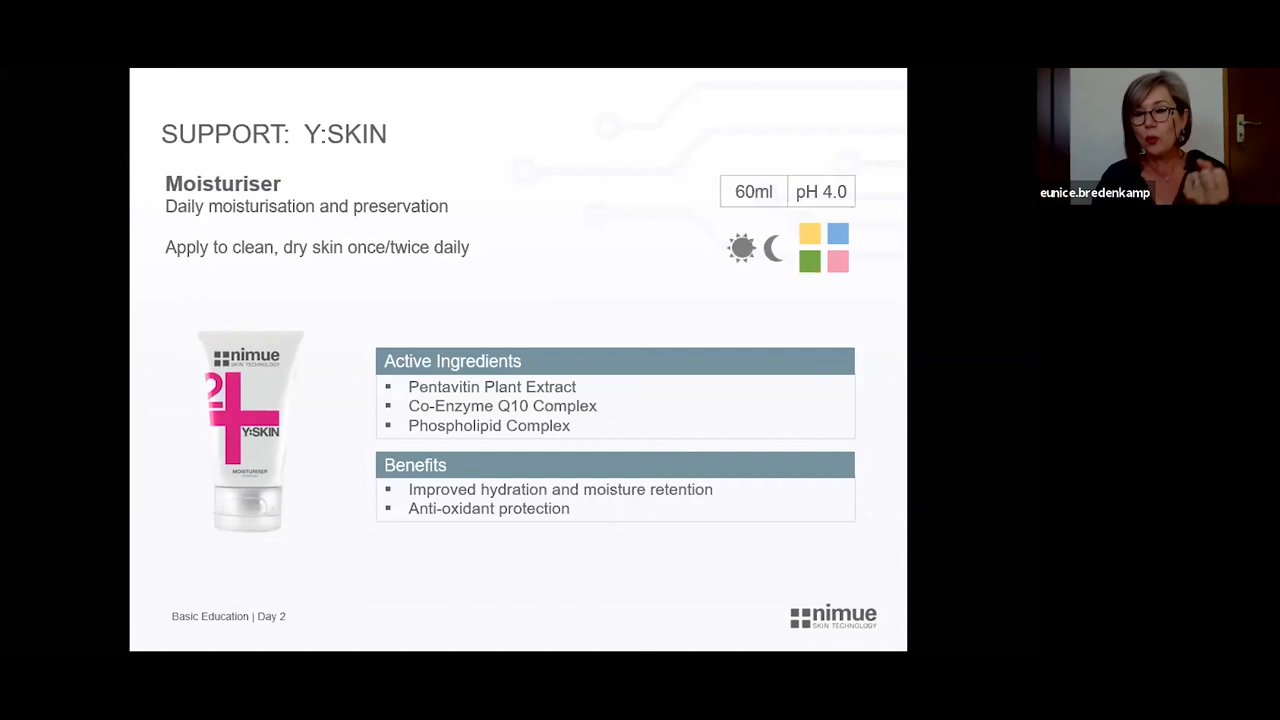 SUPPORT: Y:SKIN
Moisturiser
Daily moisturisation and preservation
Apply to clean, dry skin once/twice daily
60ml
pH 4.0
eunice.bredenkamp
nimue
SKIN TECHNOLOGY
2
Y:SKIN
MOISTURISER
Active Ingredients
▪ Pentavitin Plant Extract
▪ Co-Enzyme Q10 Complex
▪ Phospholipid Complex
Benefits
▪ Improved hydration and moisture retention
▪ Anti-oxidant protection
Basic Education | Day 2
nimue
SKIN TECHNOLOGY